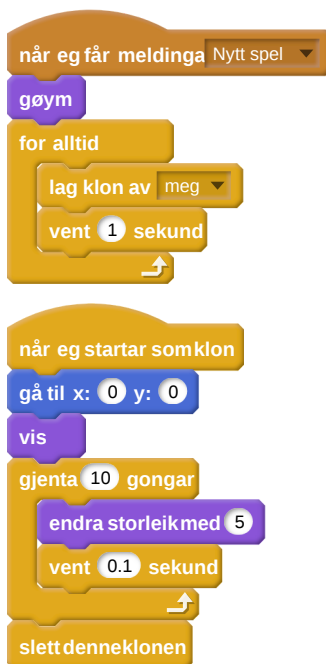 når eg får meldinga Nytt spel
gøym
for alltid
lag klon av meg
vent 1 sekund
når eg startar som klon
gå til x: 0 y: 0
vis
gjenta 10 gongar
endra storleik med 5
vent 0.1 sekund
slett denne klonen